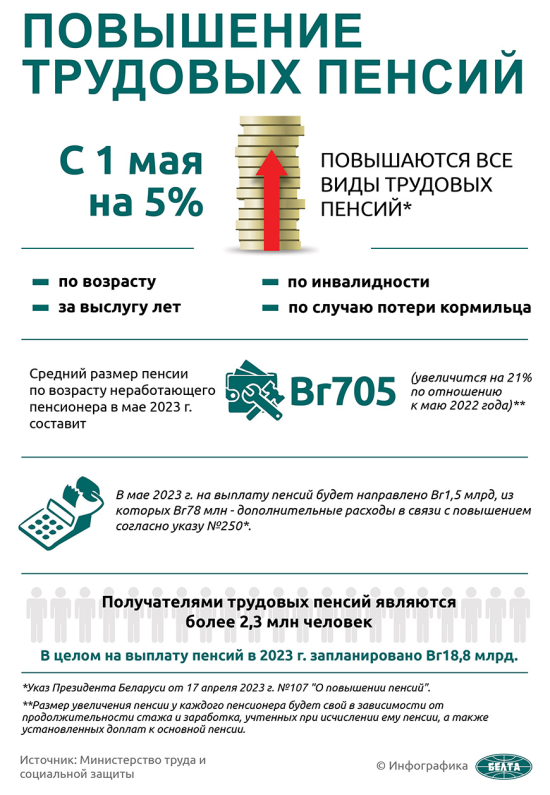 ПОВЫШЕНИЕ
ТРУДОВЫХ ПЕНСИЙ
С 1 мая
на 5%
ПОВЫШАЮТСЯ ВСЕ
ВИДЫ ТРУДОВЫХ
ПЕНСИЙ*
по возрасту
за выслугу лет
по инвалидности
по случаю потери кормильца
Средний размер пенсии
по возрасту неработающего
пенсионера в мае 2023 г.
составит
Br705
(увеличится на 21%
по отношению
к маю 2022 года)**
В мае 2023 г. на выплату пенсий будет направлено Br1,5 млрд, из
которых Br78 млн - дополнительные расходы в связи с повышением
согласно указу №250*.
Получателями трудовых пенсий являются
более 2,3 млн человек
В целом на выплату пенсий в 2023 г. запланировано Br18,8 млрд.
*Указ Президента Беларуси от 17 апреля 2023 г. №107 "О повышении пенсий".
**Размер увеличения пенсии у каждого пенсионера будет свой в зависимости от
продолжительности стажа и заработка, учтенных при исчислении ему пенсии, а также
установленных доплат к основной пенсии.
Источник: Министерство труда и
социальной защиты
© Инфографика
БЕЛТА